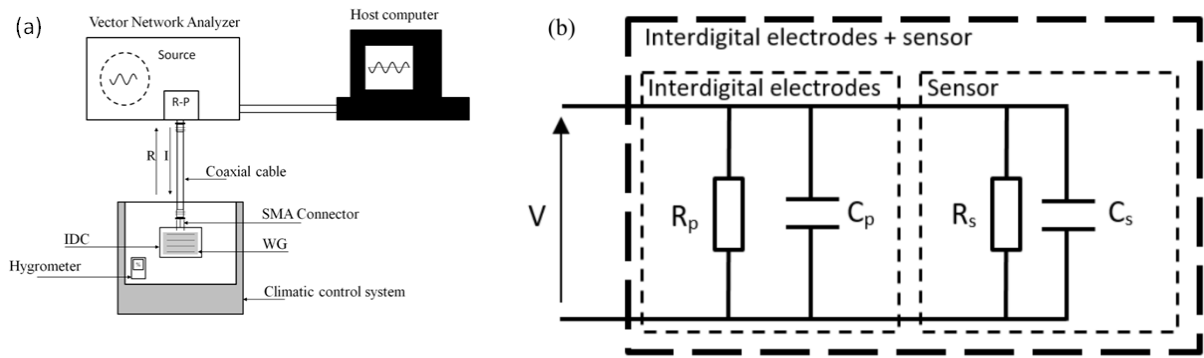 (a)
Vector Network Analyzer
Host computer
Source
R-P
R
I
Coaxial cable
SMA Connector
IDC
WG
Hygrometer
%
Climatic control system
(b)
Interdigital electrodes + sensor
Interdigital electrodes
Sensor
V
Rp
Cp
Rs
Cs